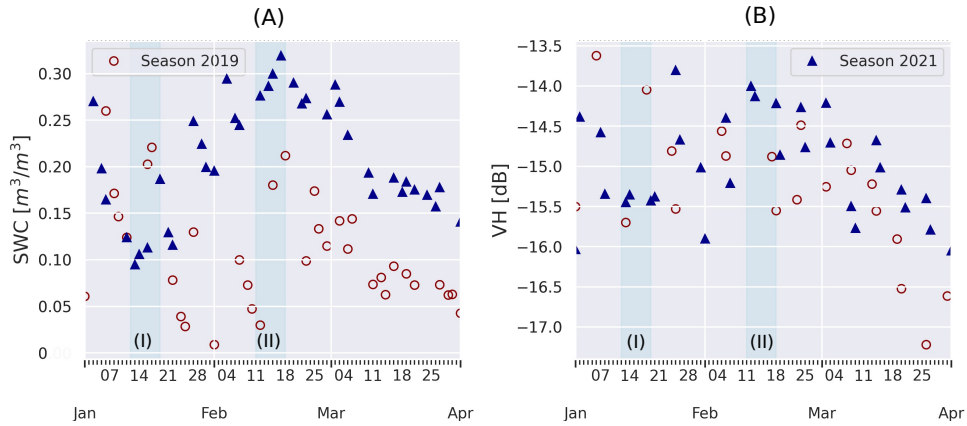 (A)
SWC [m³/m³]
0.30
0.25
0.20
0.15
0.10
0.05
0
Season 2019
(I)
(II)
07 14 21 28 04 11 18 25 04 11 18 25
Jan Feb Mar Apr
(B)
VH [dB]
−13.5
−14.0
−14.5
−15.0
−15.5
−16.0
−16.5
−17.0
Season 2021
(I)
(II)
07 14 21 28 04 11 18 25 04 11 18 25
Jan Feb Mar Apr